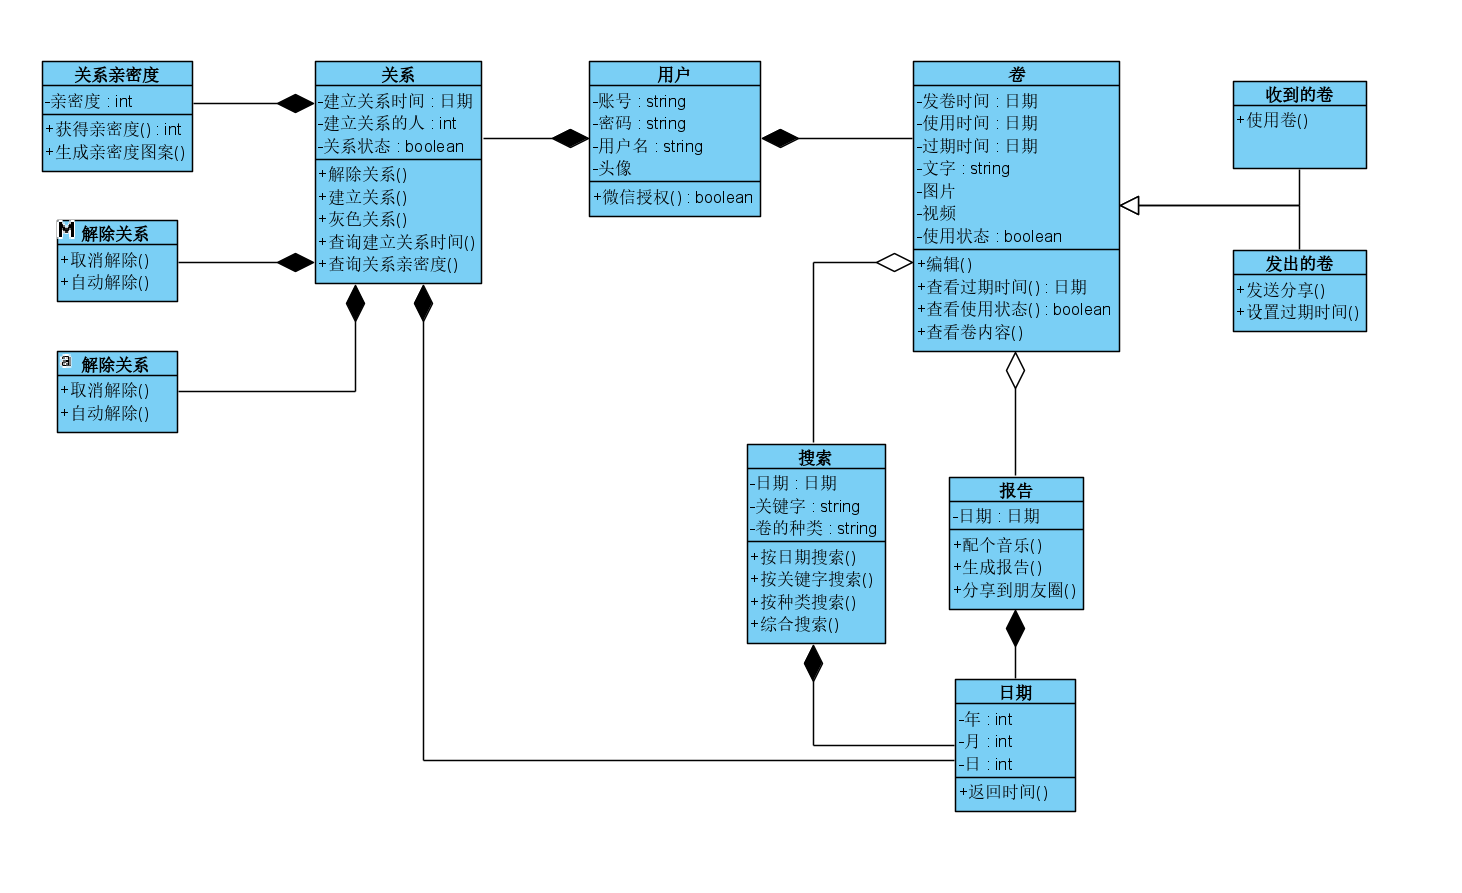 关系亲密度
-亲密度 : int
+获得亲密度() : int
+生成亲密度图案()
M 解除关系
+取消解除()
+自动解除()
a 解除关系
+取消解除()
+自动解除()
关系
-建立关系时间 : 日期
-建立关系的人 : int
-关系状态 : boolean
+解除关系()
+建立关系()
+灰色关系()
+查询建立关系时间()
+查询关系亲密度()
用户
-账号 : string
-密码 : string
-用户名 : string
-头像
+微信授权() : boolean
卷
-发卷时间 : 日期
-使用时间 : 日期
-过期时间 : 日期
-文字 : string
-图片
-视频
-使用状态 : boolean
+编辑()
+查看过期时间() : 日期
+查看使用状态() : boolean
+查看卷内容()
收到的卷
+使用卷()
发出的卷
+发送分享()
+设置过期时间()
搜索
-日期 : 日期
-关键字 : string
-卷的种类 : string
+按日期搜索()
+按关键字搜索()
+按种类搜索()
+综合搜索()
报告
-日期 : 日期
+配个音乐()
+生成报告()
+分享到朋友圈()
日期
-年 : int
-月 : int
-日 : int
+返回时间()